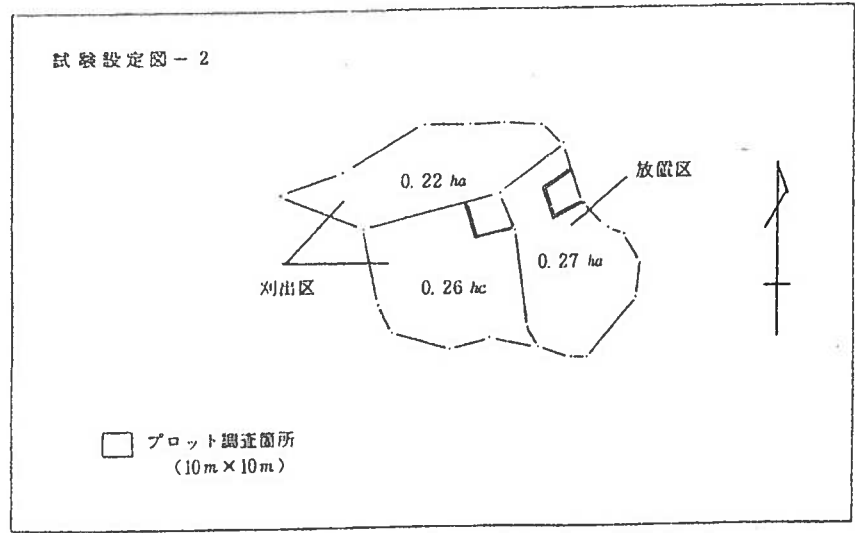 試験設定図－2
0.22 ha
放置区
0.27 ha
0.26 hc
刈出区
プロット調査箇所
(10m×10m)